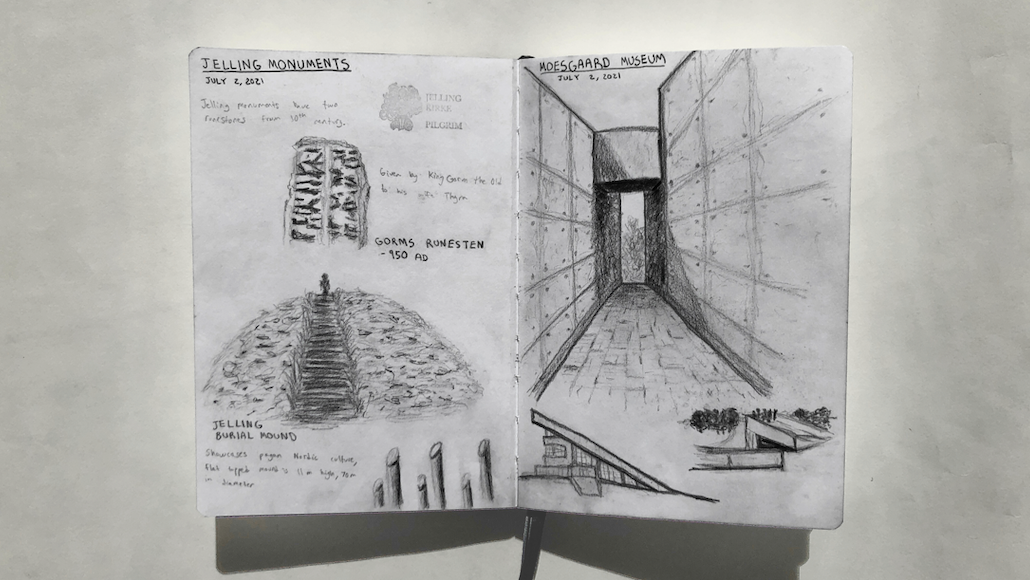 JELLING MONUMENTS
JULY 2, 2021
Jelling monuments have two
runestones from 10th century.
JELLING
KIRKE
PILGRIM
Given by King Gorm the Old
to his Thyra
GORMS RUNESTEN
~950 AD
JELLING
BURIAL MOUND
Showcases pagan Nordic culture,
flat topped mound is 11m high, 70m
in diameter
MOESGAARD MUSEUM
JULY 2, 2021